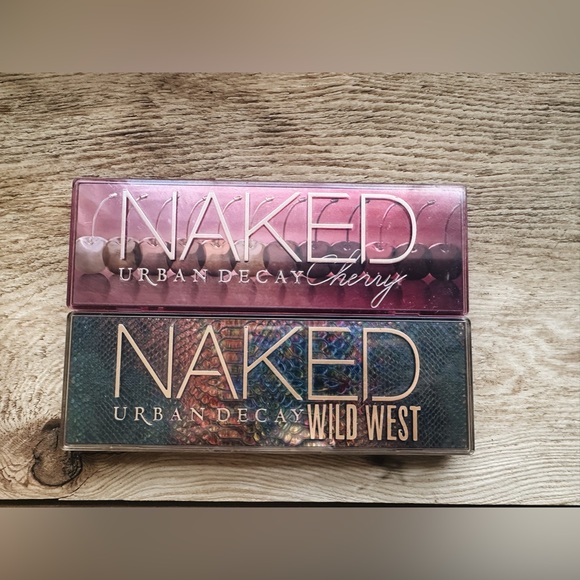 NAKED
URBAN DECAY Cherry
NAKED
URBAN DECAY WILD WEST